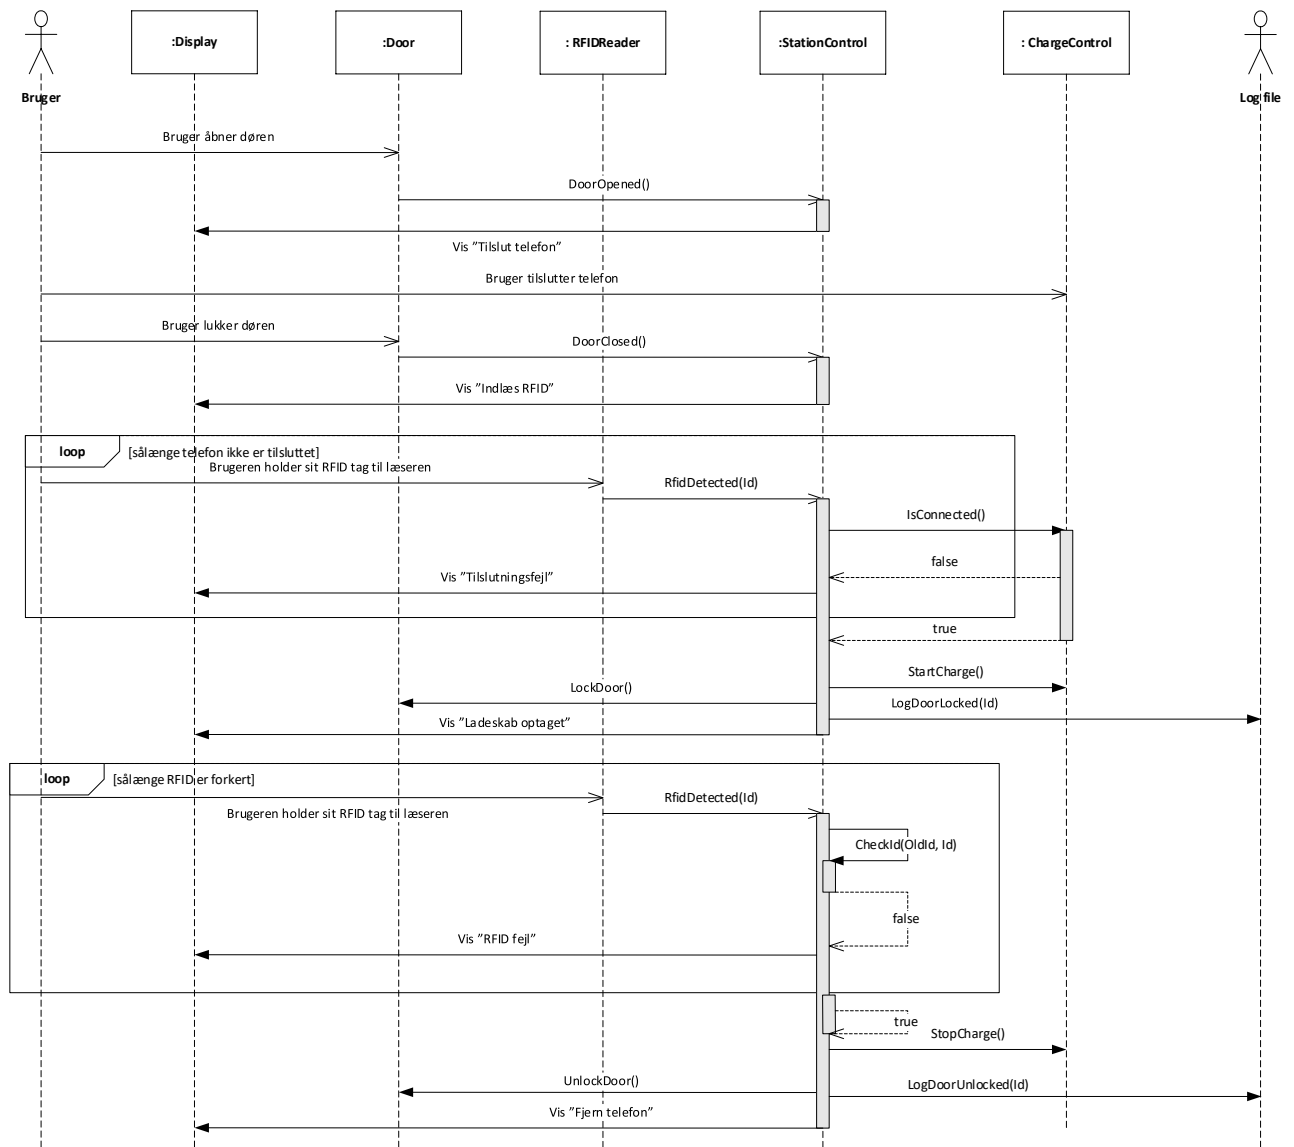 :Display
:Door
: RFIDReader
:StationControl
: ChargeControl
Bruger
Log file
Bruger åbner døren
DoorOpened()
Vis ”Tilslut telefon”
Bruger tilslutter telefon
Bruger lukker døren
DoorClosed()
Vis ”Indlæs RFID”
loop
[sålænge telefon ikke er tilsluttet]
Brugeren holder sit RFID tag til læseren
RfidDetected(Id)
IsConnected()
false
Vis ”Tilslutningsfejl”
true
StartCharge()
LockDoor()
LogDoorLocked(Id)
Vis ”Ladeskab optaget”
loop
[sålænge RFID er forkert]
RfidDetected(Id)
Brugeren holder sit RFID tag til læseren
CheckId(OldId, Id)
false
Vis ”RFID fejl”
true
StopCharge()
UnlockDoor()
LogDoorUnlocked(Id)
Vis ”Fjern telefon”